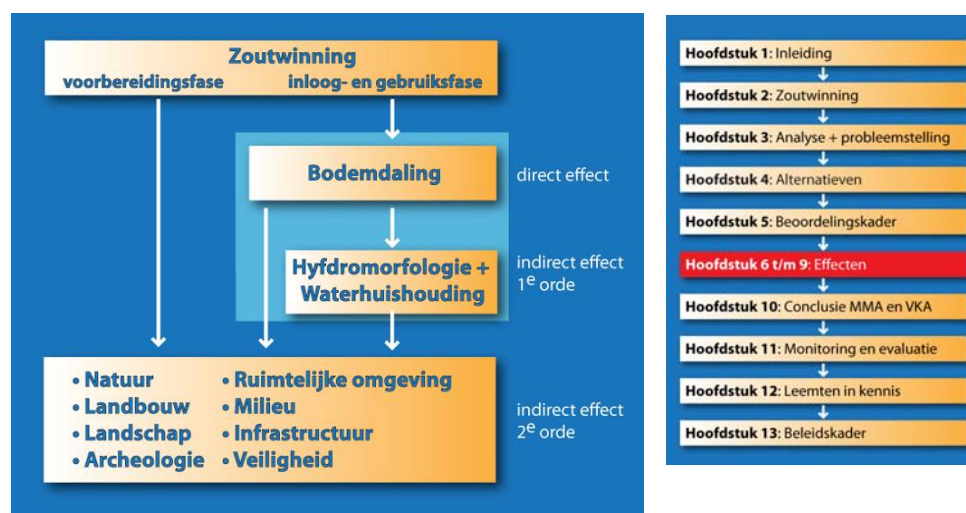 Zoutwinning
voorbereidingsfase inloog- en gebruiksfase
Bodemdaling
direct effect
Hyfdromorfologie +
Waterhuishouding
indirect effect
1e orde
• Natuur
• Landbouw
• Landschap
• Archeologie
• Ruimtelijke omgeving
• Milieu
• Infrastructuur
• Veiligheid
indirect effect
2e orde
Hoofdstuk 1: Inleiding
Hoofdstuk 2: Zoutwinning
Hoofdstuk 3: Analyse + probleemstelling
Hoofdstuk 4: Alternatieven
Hoofdstuk 5: Beoordelingskader
Hoofdstuk 6 t/m 9: Effecten
Hoofdstuk 10: Conclusie MMA en VKA
Hoofdstuk 11: Monitoring en evaluatie
Hoofdstuk 12: Leemten in kennis
Hoofdstuk 13: Beleidskader